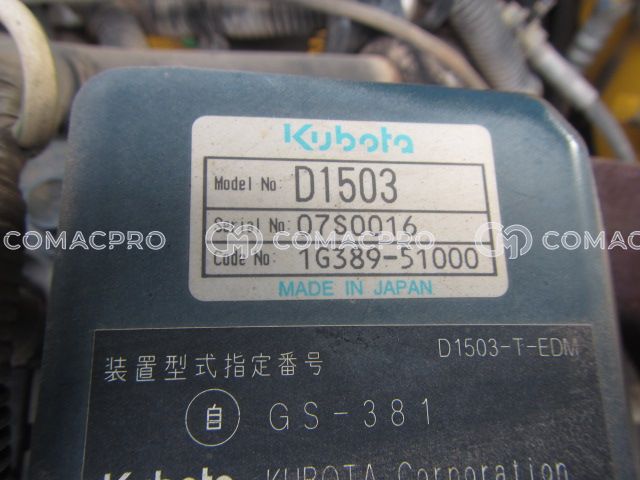 Kubota
Model No: D1503
Serial No: 07S0016
COMACPRO COMACPRO COMACPRO
Code No: 1G389-51000
MADE IN JAPAN
D1503-T-EDM
装置型式指定番号
自 GS-381
Kubota KUBOTA Corporation